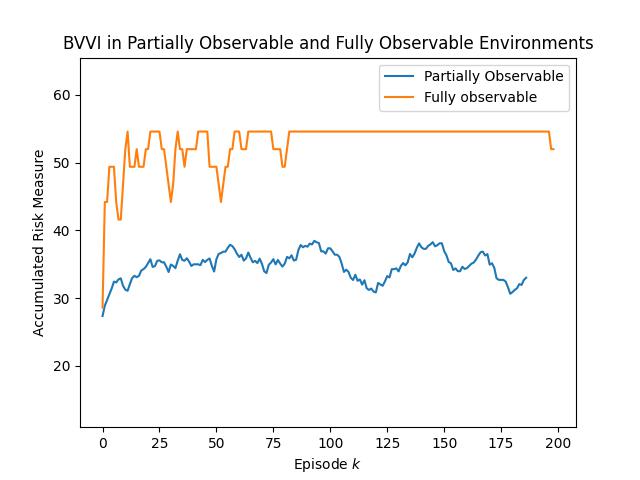 BVVI in Partially Observable and Fully Observable Environments
Partially Observable
Fully observable
Accumulated Risk Measure
60
50
40
30
20
0 25 50 75 100 125 150 175 200
Episode k